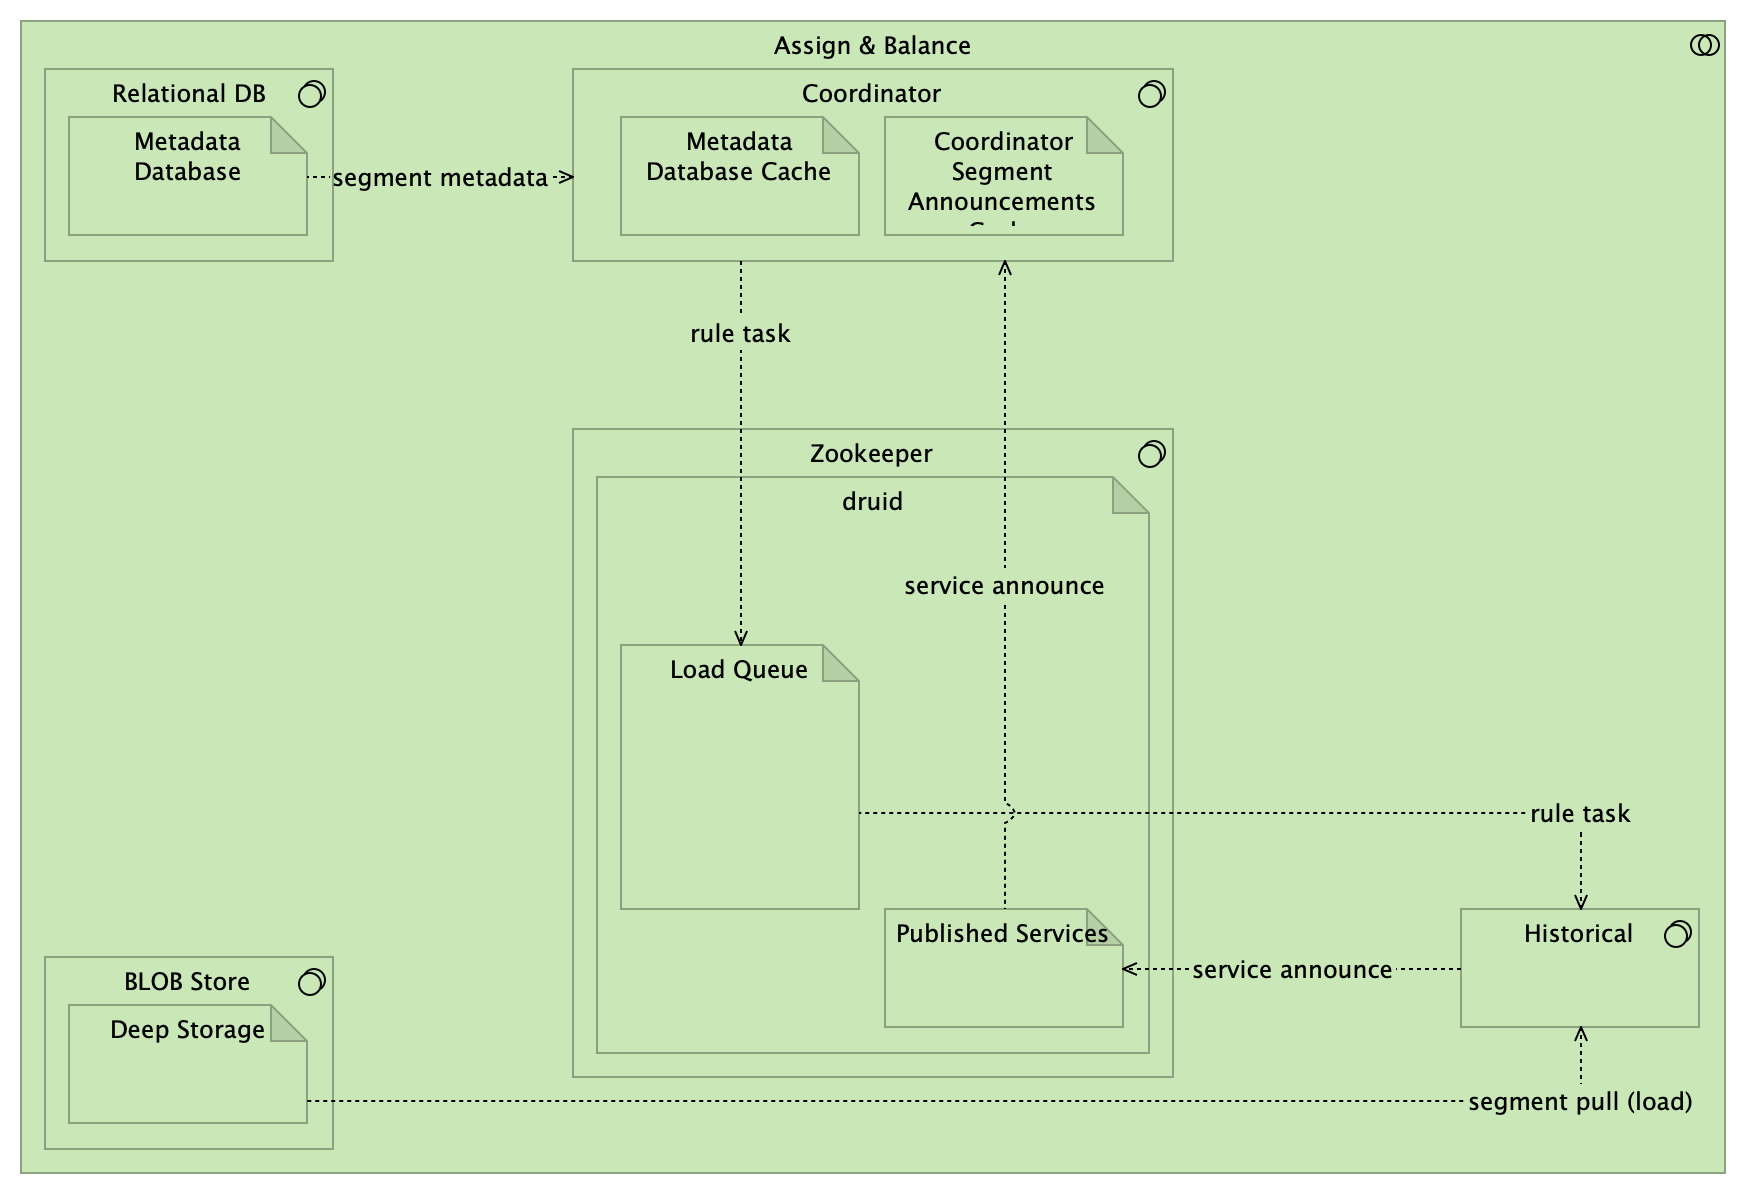 Assign & Balance
Relational DB
Metadata
Database
segment metadata
Coordinator
Metadata
Database Cache
Coordinator
Segment
Announcements
rule task
Zookeeper
druid
service announce
Load Queue
rule task
Published Services
service announce
Historical
BLOB Store
Deep Storage
segment pull (load)